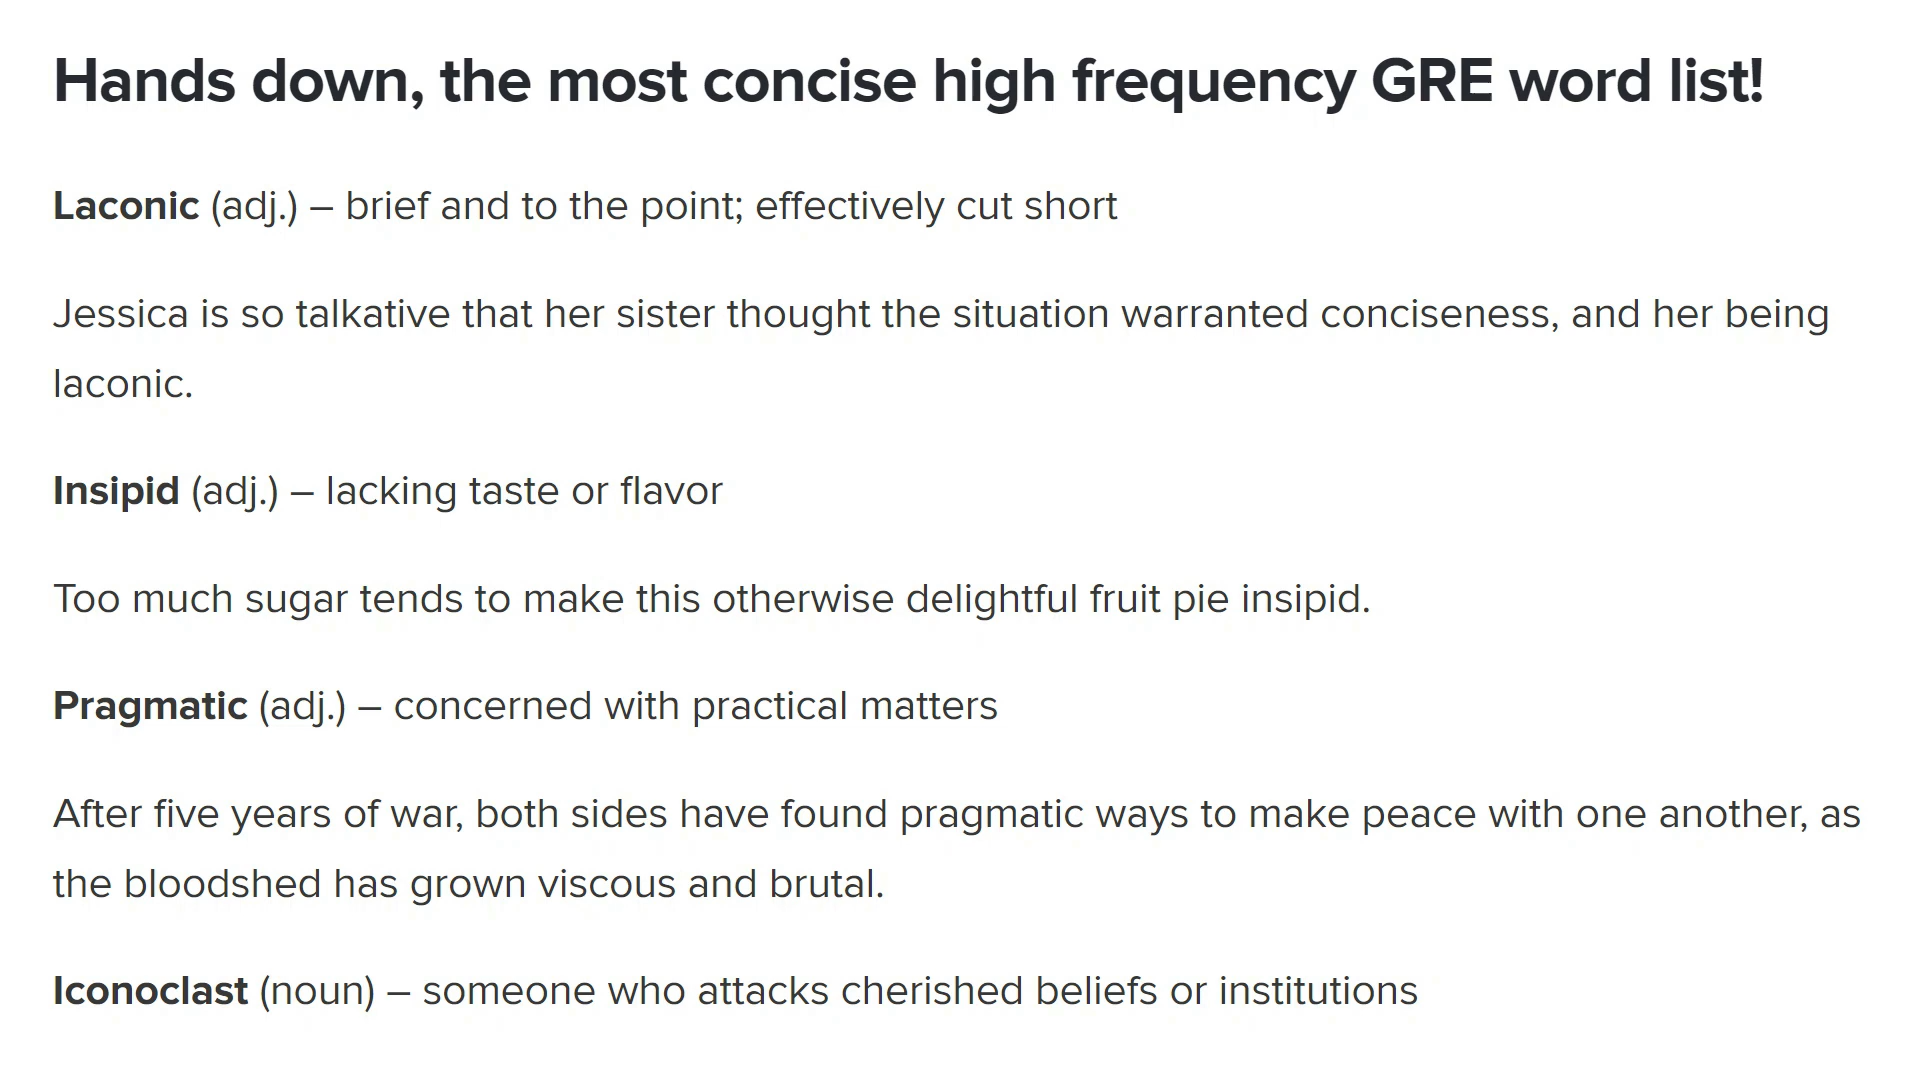 Hands down, the most concise high frequency GRE word list!
Laconic (adj.) – brief and to the point; effectively cut short
Jessica is so talkative that her sister thought the situation warranted conciseness, and her being
laconic.
Insipid (adj.) – lacking taste or flavor
Too much sugar tends to make this otherwise delightful fruit pie insipid.
Pragmatic (adj.) – concerned with practical matters
After five years of war, both sides have found pragmatic ways to make peace with one another, as
the bloodshed has grown viscous and brutal.
Iconoclast (noun) – someone who attacks cherished beliefs or institutions